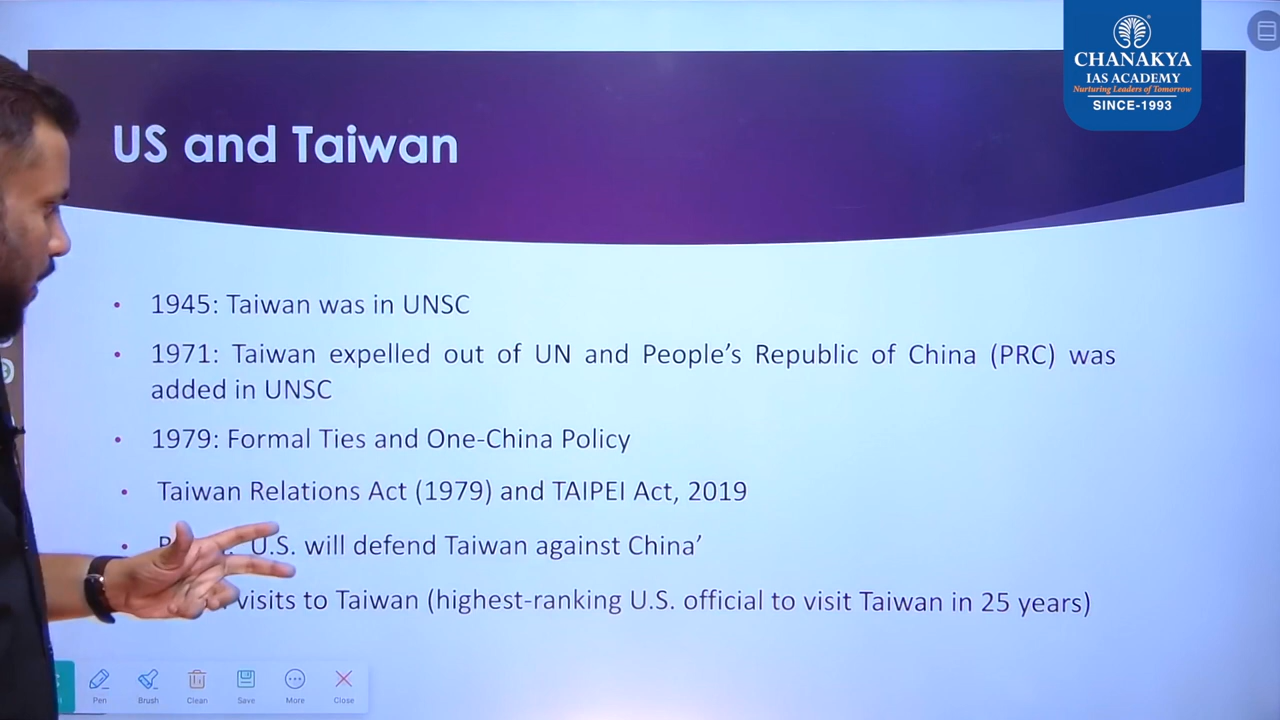 CHANAKYA
IAS ACADEMY
Nurturing Leaders of Tomorrow
SINCE-1993
US and Taiwan
• 1945: Taiwan was in UNSC
• 1971: Taiwan expelled out of UN and People's Republic of China (PRC) was
added in UNSC
• 1979: Formal Ties and One-China Policy
• Taiwan Relations Act (1979) and TAIPEI Act, 2019
• U.S. will defend Taiwan against China'
visits to Taiwan (highest-ranking U.S. official to visit Taiwan in 25 years)
Pen Brush Clean Save More Close